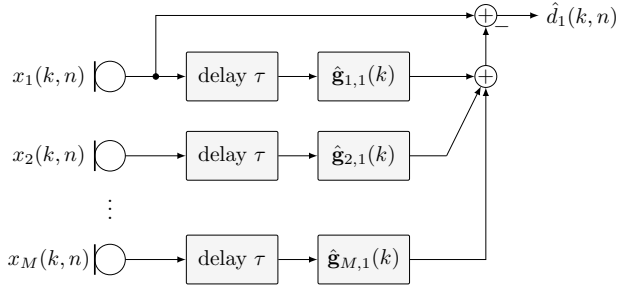 + − d̂₁(k, n)
x₁(k, n) delay τ ĝ₁,₁(k) +
x₂(k, n) delay τ ĝ₂,₁(k)
⋮
x_M(k, n) delay τ ĝ_M,₁(k)